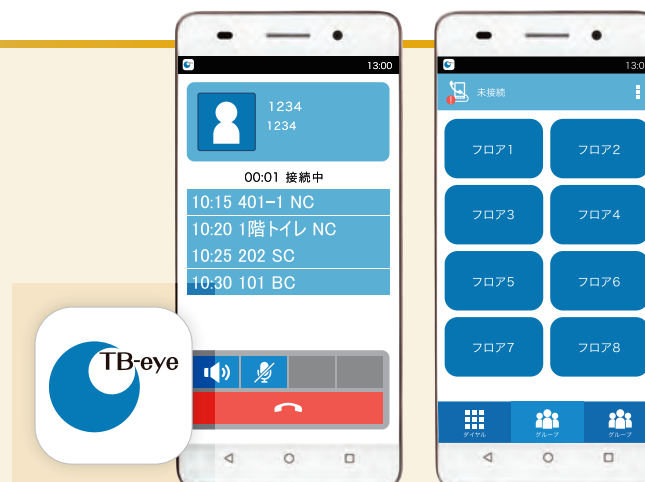 13:00
1234
1234
00:01 接続中
10:15 401-1 NC
10:20 1階トイレ NC
10:25 202 SC
10:30 101 BC
TB-eye
13:0
未接続
フロア1
フロア2
フロア3
フロア4
フロア5
フロア6
フロア7
フロア8
ダイヤル
グループ
グループ